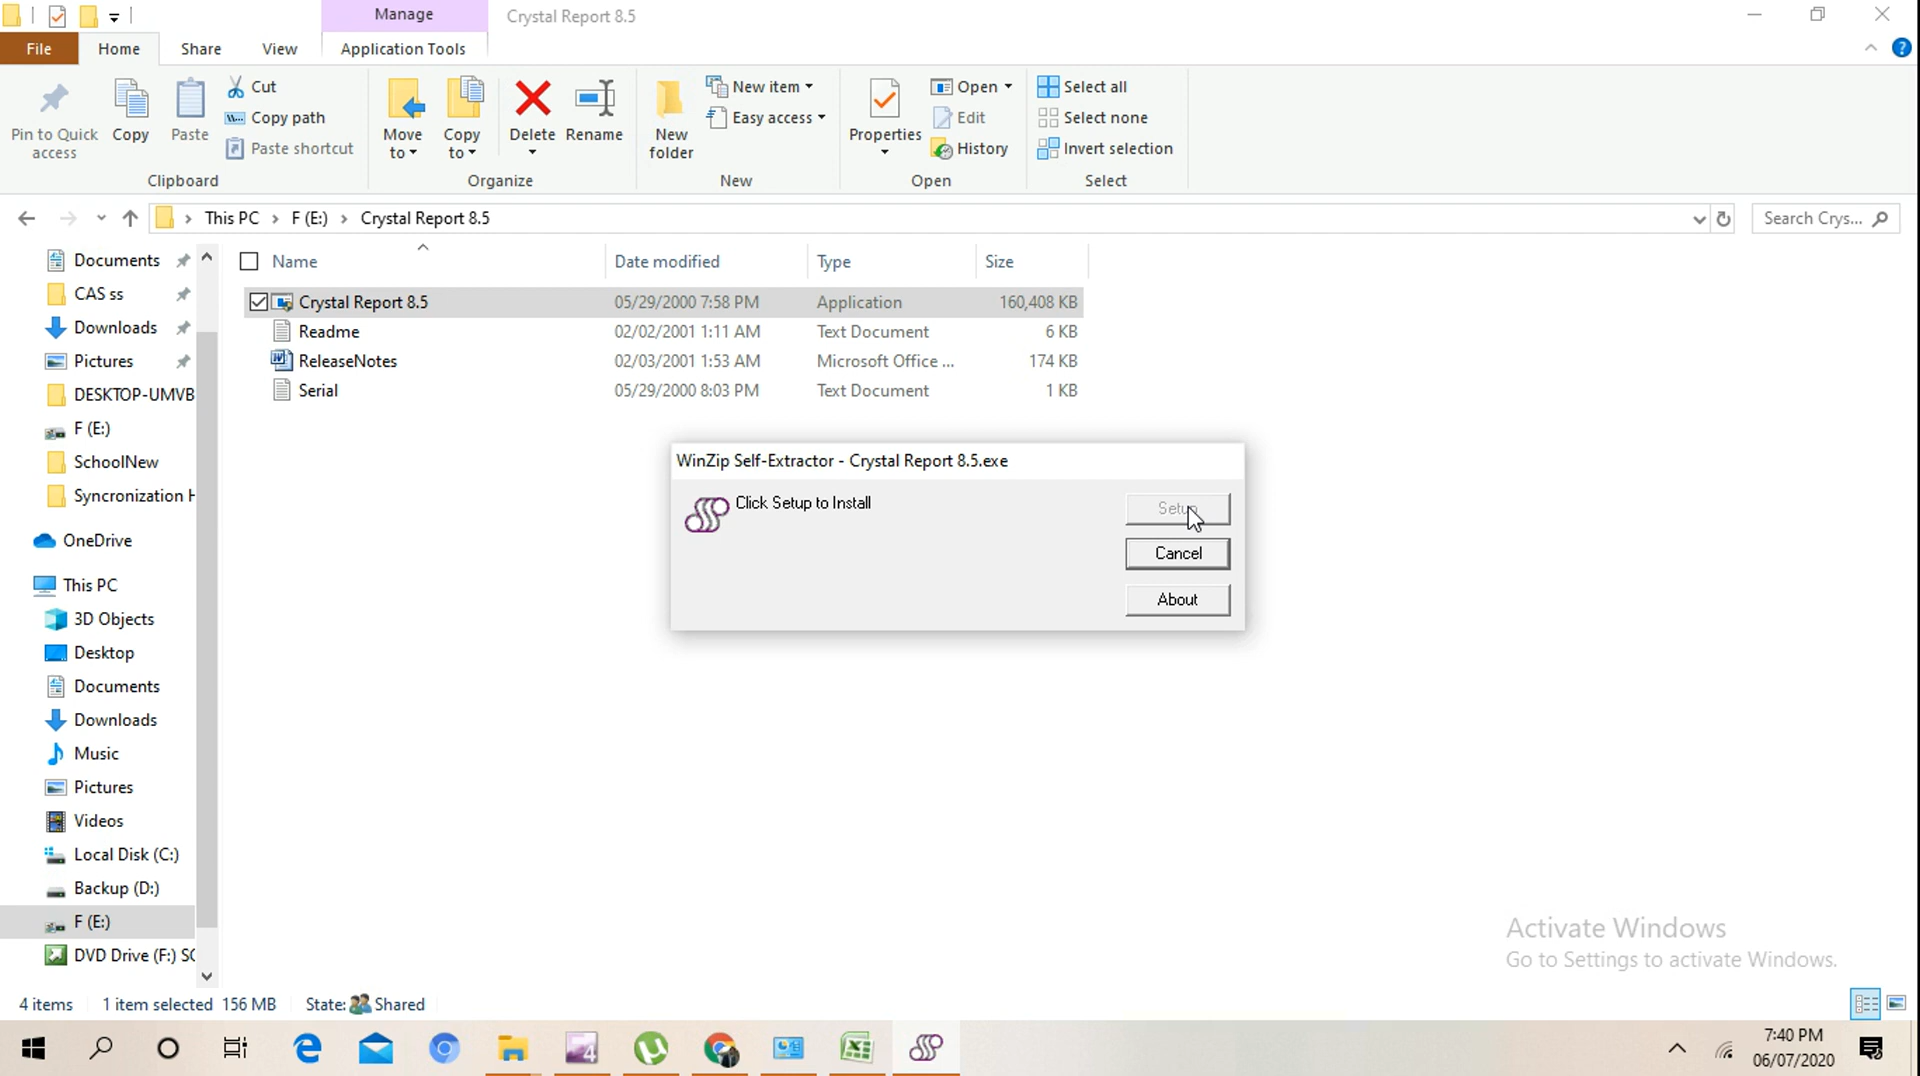 Manage
Crystal Report 8.5
File
Home
Share
View
Application Tools
Pin to Quick
access
Copy
Paste
Cut
Copy path
Paste shortcut
Clipboard
Move
to
Copy
to
Delete
Rename
Organize
New
folder
New item
Easy access
New
Properties
Open
Edit
History
Open
Select all
Select none
Invert selection
Select
This PC
F (E:)
Crystal Report 8.5
Search Crys...
Name
Date modified
Type
Size
Crystal Report 8.5 05/29/2000 7:58 PM Application 160,408 KB
Readme 02/02/2001 1:11 AM Text Document 6 KB
ReleaseNotes 02/03/2001 1:53 AM Microsoft Office ... 174 KB
Serial 05/29/2000 8:03 PM Text Document 1 KB
Documents
CAS ss
Downloads
Pictures
DESKTOP-UMVB
F (E:)
SchoolNew
Syncronization H
OneDrive
This PC
3D Objects
Desktop
Documents
Downloads
Music
Pictures
Videos
Local Disk (C:)
Backup (D:)
F (E:)
DVD Drive (F:) SC
WinZip Self-Extractor - Crystal Report 8.5.exe
Click Setup to Install
Setup
Cancel
About
Activate Windows
Go to Settings to activate Windows.
4 items
1 item selected 156 MB
State: Shared
7:40 PM
06/07/2020